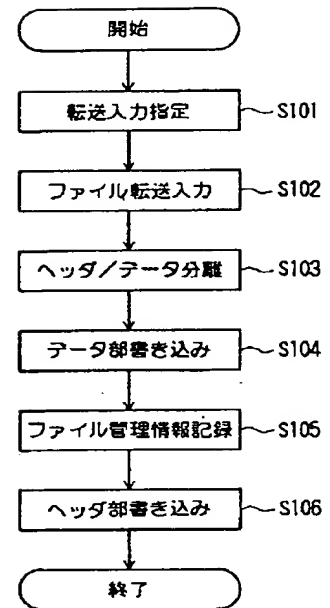 開始
転送入力指定 S101
ファイル転送入力 S102
ヘッダ/データ分離 S103
データ部書き込み S104
ファイル管理情報記録 S105
ヘッダ部書き込み S106
終了